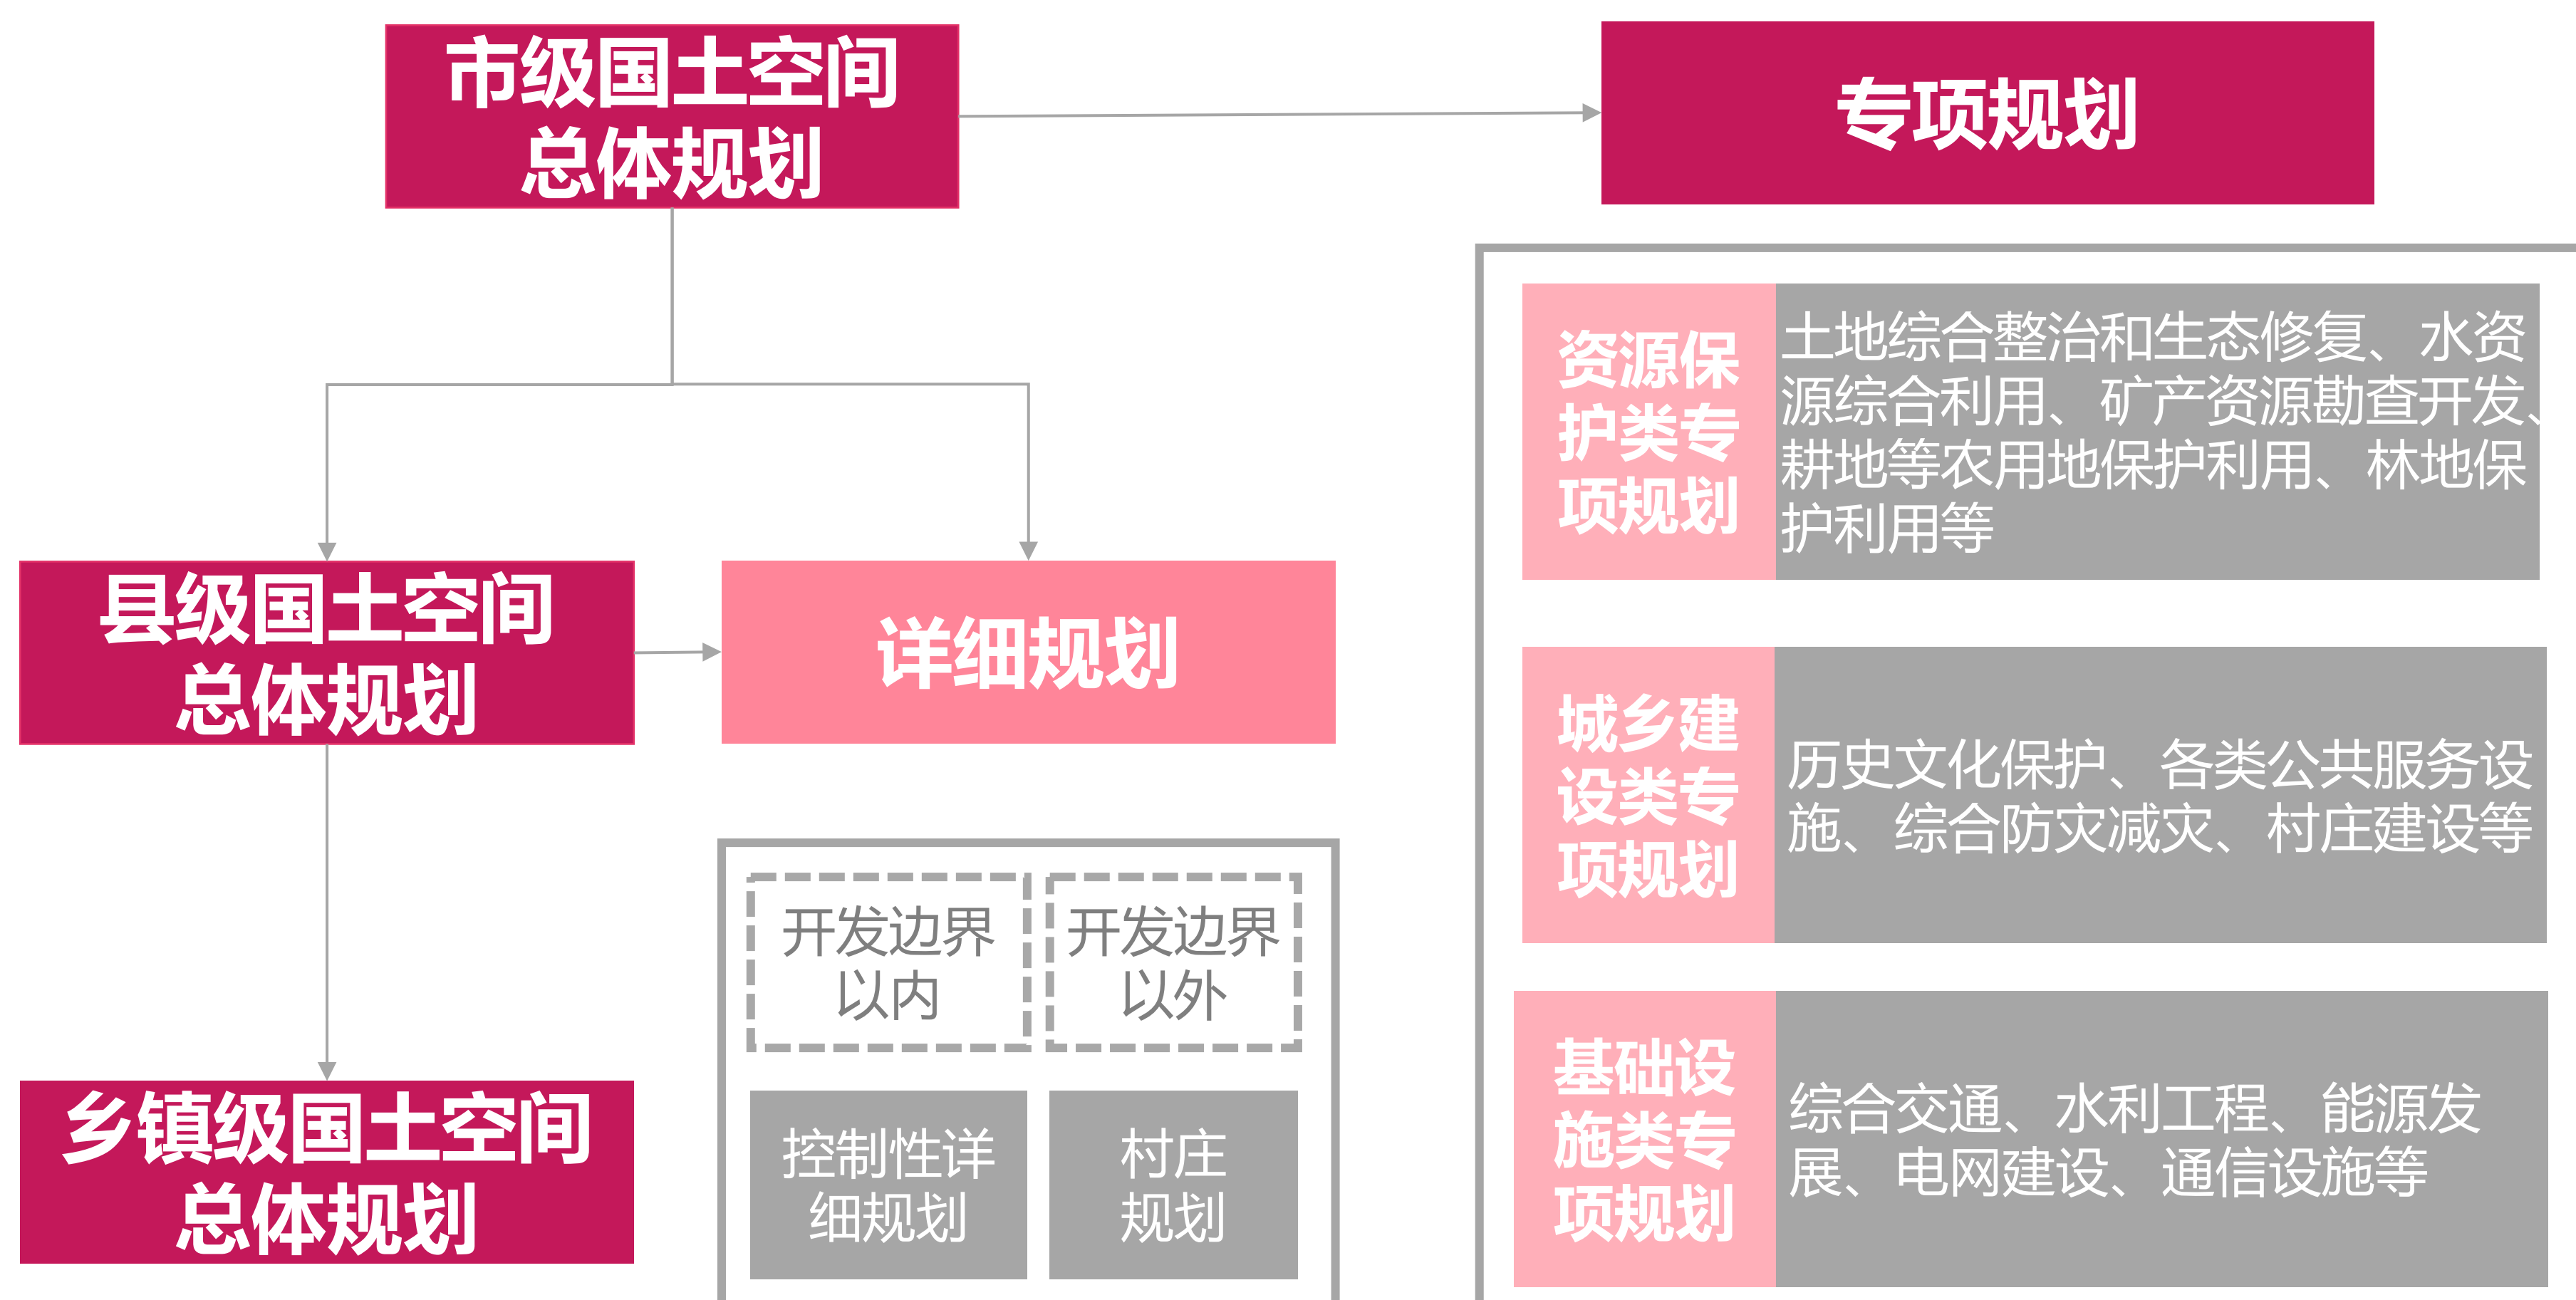 市级国土空间
总体规划
专项规划
县级国土空间
总体规划
详细规划
乡镇级国土空间
总体规划
开发边界
以内
开发边界
以外
控制性详
细规划
村庄
规划
资源保
护类专
项规划
土地综合整治和生态修复、水资
源综合利用、矿产资源勘查开发、
耕地等农用地保护利用、林地保
护利用等
城乡建
设类专
项规划
历史文化保护、各类公共服务设
施、综合防灾减灾、村庄建设等
基础设
施类专
项规划
综合交通、水利工程、能源发
展、电网建设、通信设施等